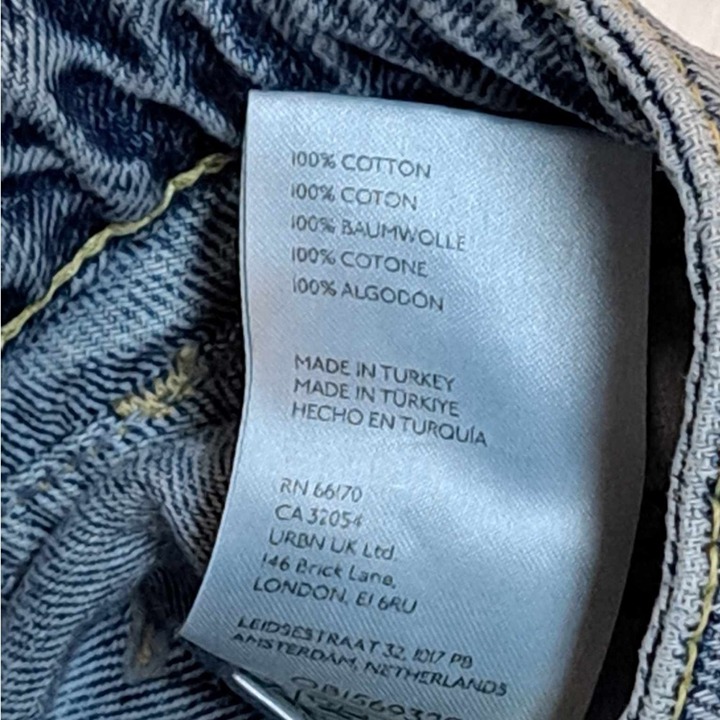 100% COTTON
100% COTON
100% BAUMWOLLE
100% COTONE
100% ALGODÓN
MADE IN TURKEY
MADE IN TÜRKIYE
HECHO EN TURQUÍA
RN 66170
CA 32054
URBN UK Ltd.
146 Brick Lane,
LONDON, E1 6RU
LEIDSESTRAAT 32, 1017 PB
AMSTERDAM, NETHERLANDS